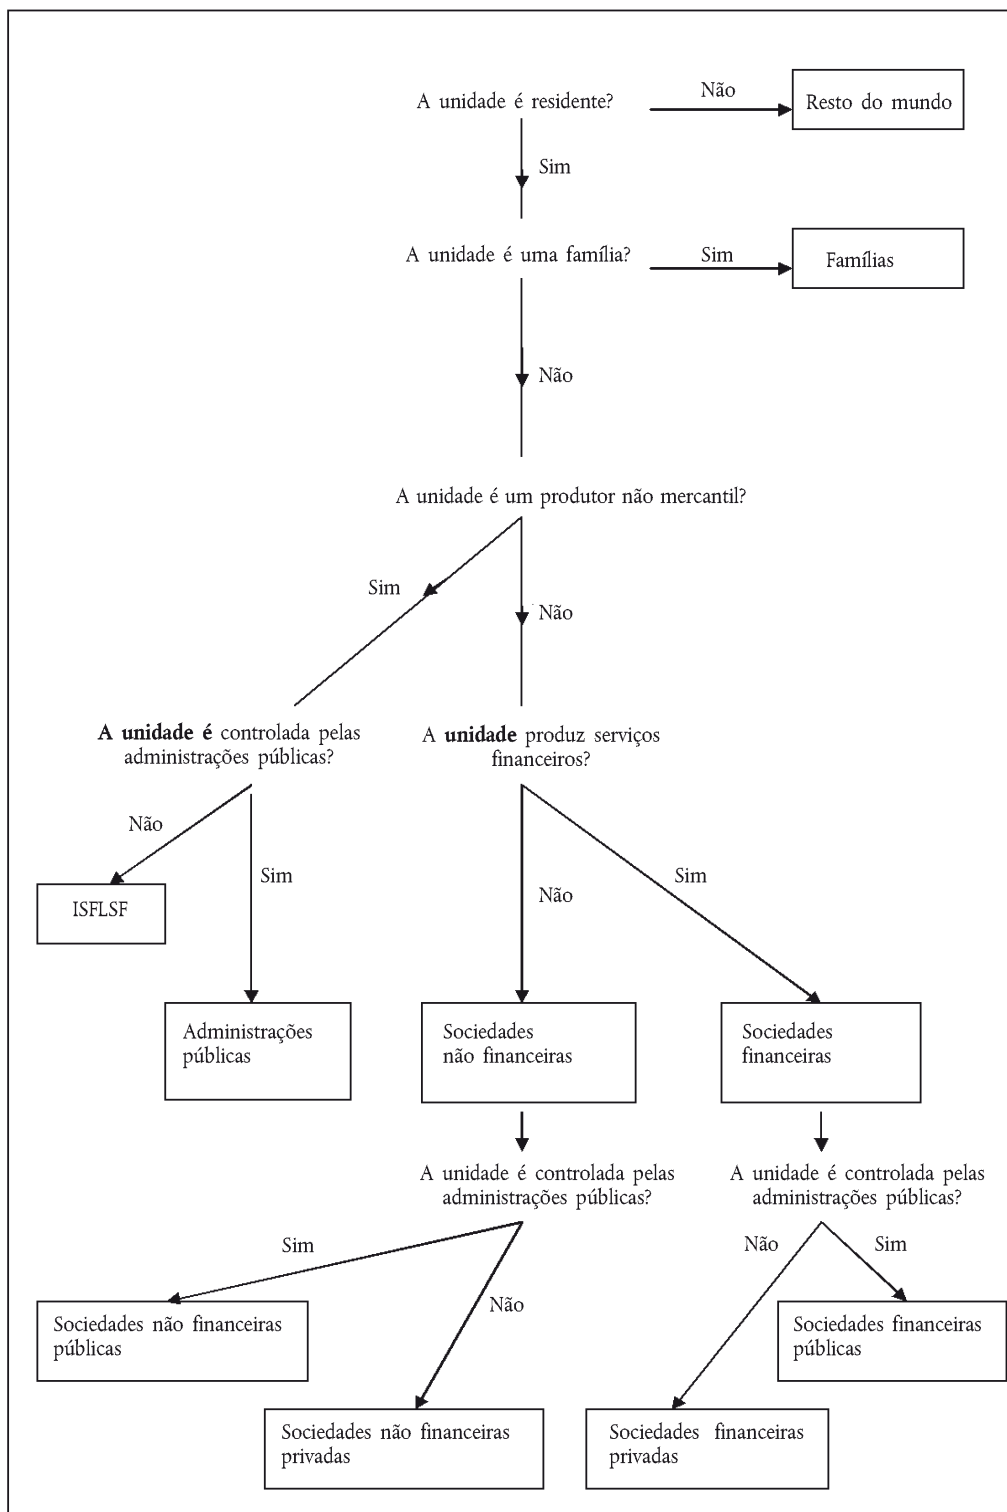 A unidade é residente?
Não
Resto do mundo
Sim
A unidade é uma família?
Sim
Famílias
Não
A unidade é um produtor não mercantil?
Sim
Não
A unidade é controlada pelas
administrações públicas?
A unidade produz serviços
financeiros?
Não
Sim
Não
Sim
ISFLSF
Administrações
públicas
Sociedades
não financeiras
Sociedades
financeiras
A unidade é controlada pelas
administrações públicas?
A unidade é controlada pelas
administrações públicas?
Sim
Não
Não
Sim
Sociedades não financeiras
públicas
Sociedades financeiras
públicas
Sociedades não financeiras
privadas
Sociedades financeiras
privadas